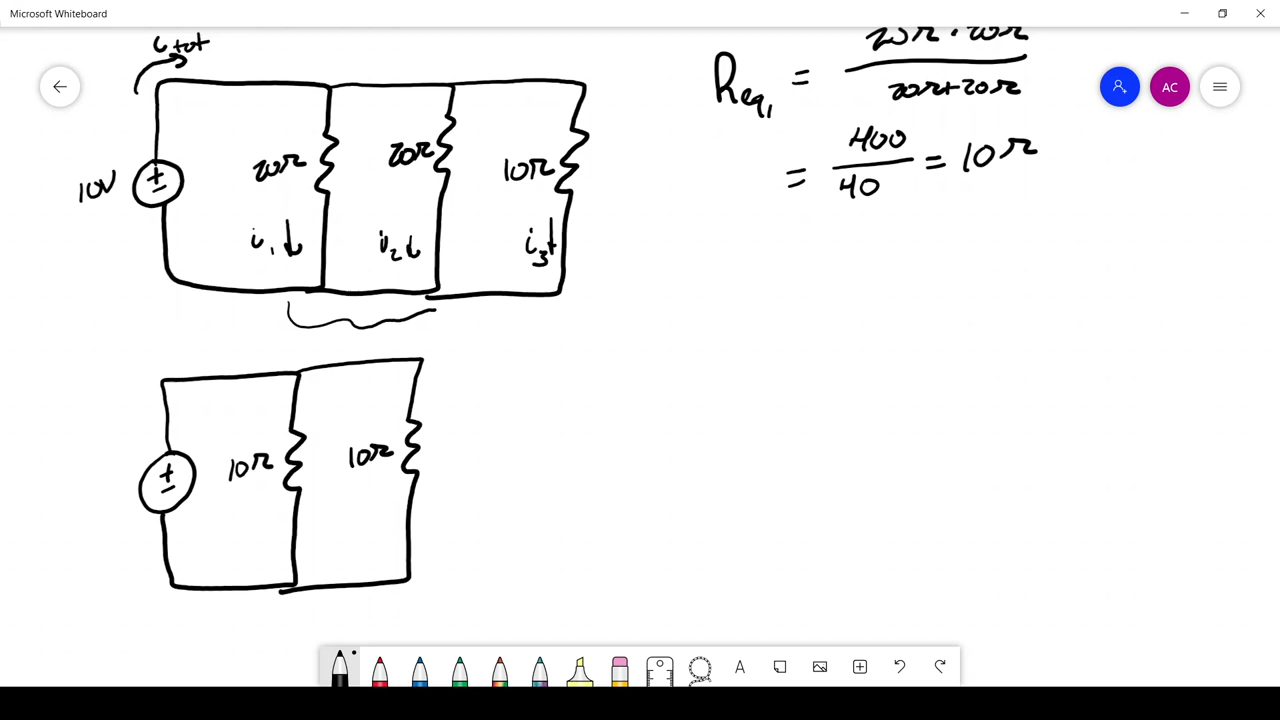 Microsoft Whiteboard
i tot
10V
+
-
20Ω
20Ω
10Ω
i1 ↓
i2 ↓
i3 ↓
Req1 = 20Ω · 20Ω / 20Ω+20Ω
= 400 / 40 = 10Ω
+
-
10Ω
10Ω
AC
A